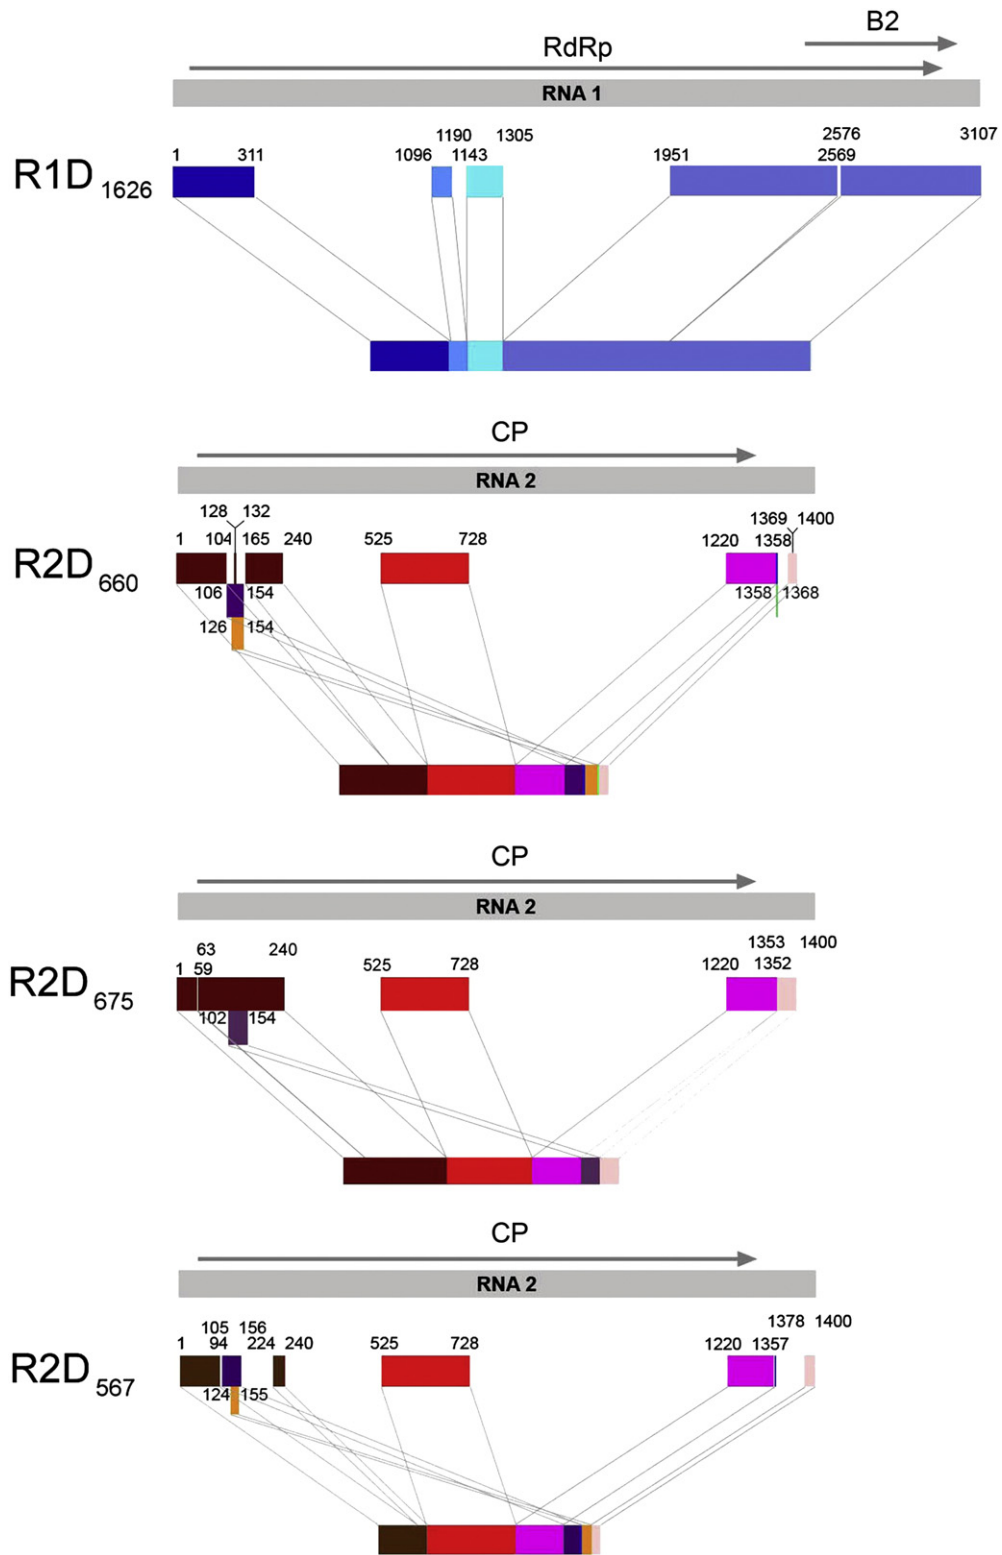 B2
RdRp
RNA 1
1190 1305 2576 3107
1 311 1096 1143 1951 2569
R1D 1626
CP
RNA 2
128 132 1369 1400
1 104 165 240 525 728 1220 1358
R2D 660
106 154 1358 1368
126 154
CP
RNA 2
63 240 1353 1400
1 59 525 728 1220 1352
R2D 675
102 154
CP
RNA 2
105 156 1378 1400
1 94 224 240 525 728 1220 1357
R2D 567
124 155